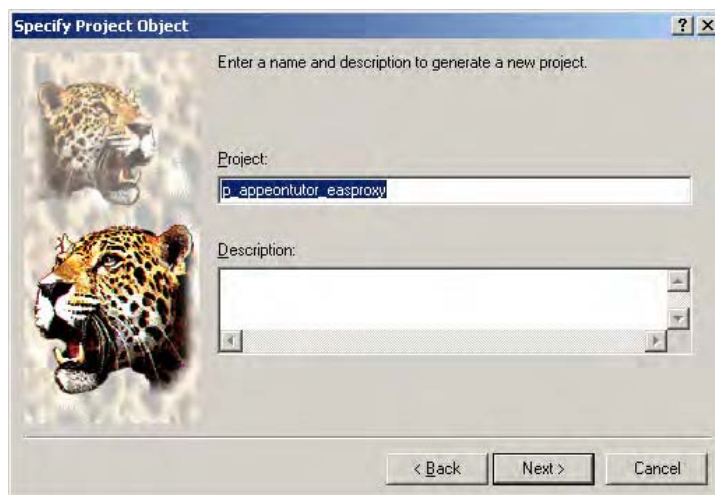 Specify Project Object
Enter a name and description to generate a new project.
Project:
p_appeontutor_easproxy
Description:
< Back Next > Cancel